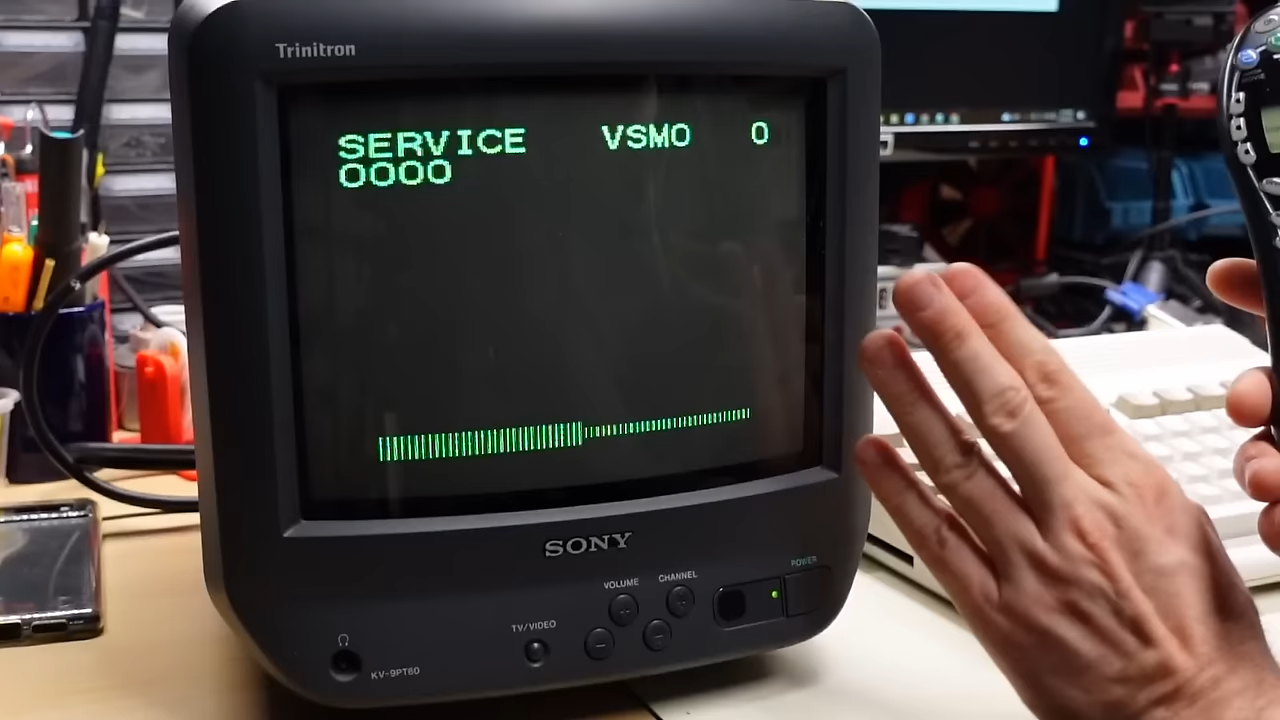 Trinitron
SERVICE VSMO 0
0000
SONY
VOLUME
CHANNEL
POWER
TV/VIDEO
KV-9PT60